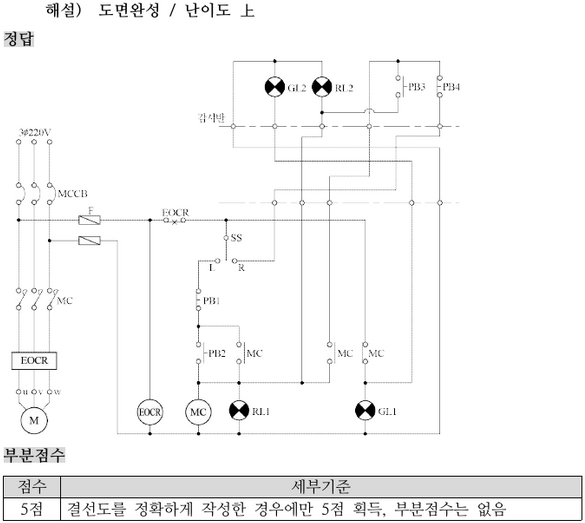 해설) 도면완성 / 난이도 上
정답
GL2 RL2 PB3 PB4
감시반
3ø220V
MCCB
F EOCR
SS
L R
MC PB1
PB2 MC MC MC
EOCR
u v w
M EOCR MC RL1 GL1
부분점수
점수 세부기준
5점 결선도를 정확하게 작성한 경우에만 5점 획득, 부분점수는 없음